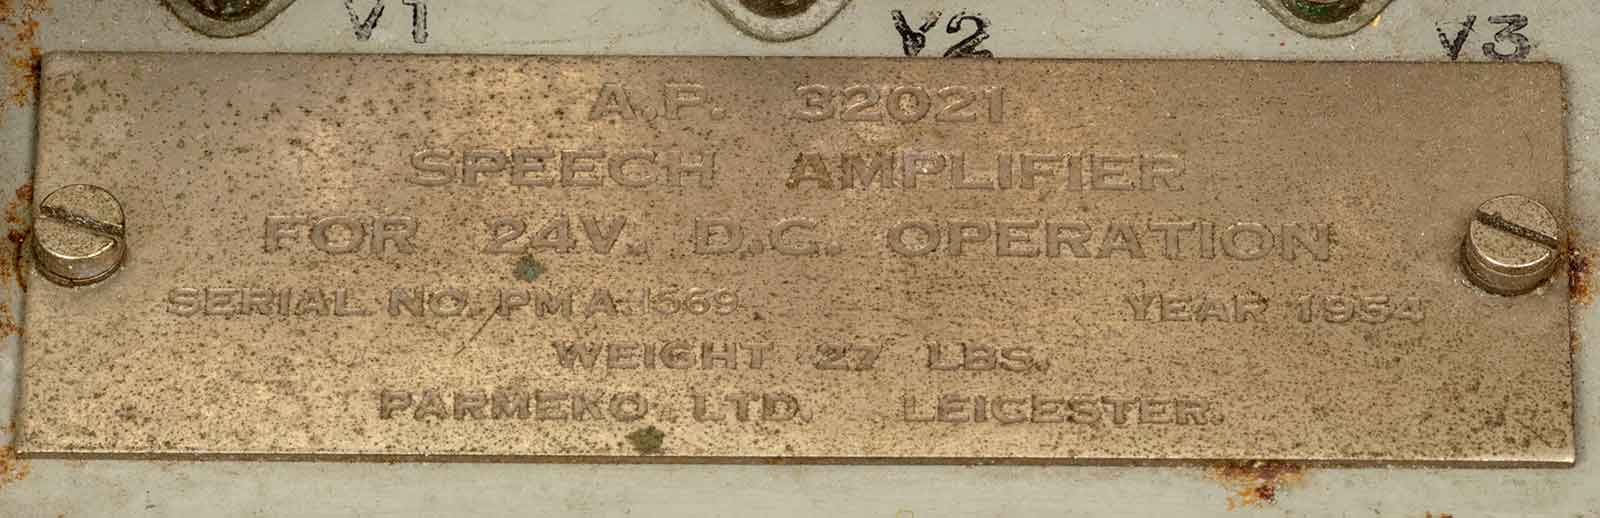 V1 V2 V3
A.P. 32021
SPEECH AMPLIFIER
FOR 24V. D.C. OPERATION
SERIAL NO. PMA.1569 YEAR 1954
WEIGHT 27 LBS.
PARMEKO LTD. LEICESTER.